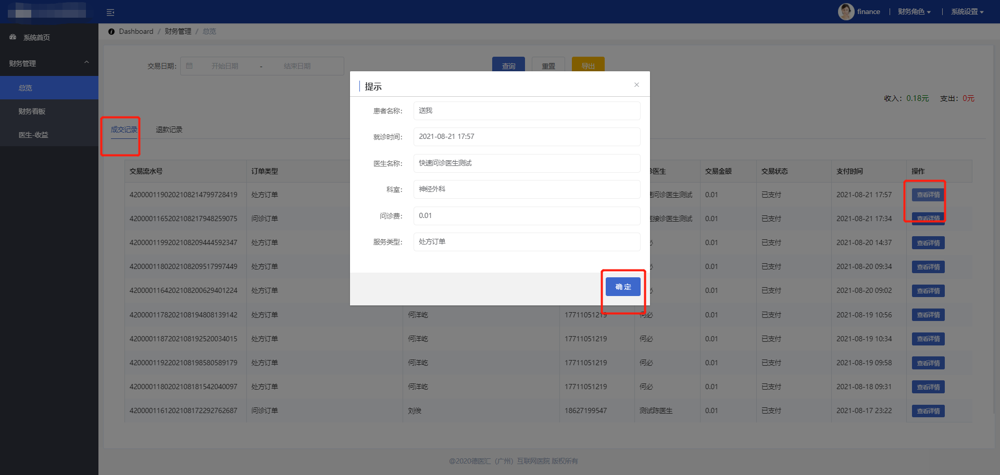 finance | 财务角色 | 系统设置
系统首页
财务管理
总览
财务看板
医生-收益
Dashboard / 财务管理 / 总览
交易日期: 开始日期 - 结束日期 查询 重置 导出
收入: 0.18元 支出: 0元
成交记录 退款记录
提示 ×
患者名称: 送我
就诊时间: 2021-08-21 17:57
医生名称: 快速问诊医生测试
科室: 神经外科
问诊费: 0.01
服务类型: 处方订单
确定
交易流水号 订单类型 医生 交易金额 交易状态 支付时间 操作
4200001190202108214799728419 处方订单 问诊医生测试 0.01 已支付 2021-08-21 17:57 查看详情
4200001165202108217948259075 问诊订单 接诊医生测试 0.01 已支付 2021-08-21 17:34 查看详情
4200001199202108209444592347 处方订单 必 0.01 已支付 2021-08-20 14:37 查看详情
4200001180202108209517997449 处方订单 必 0.01 已支付 2021-08-20 09:34 查看详情
4200001164202108200629401224 处方订单 必 0.01 已支付 2021-08-20 09:02 查看详情
4200001178202108194808139142 处方订单 何洋屹 17711051219 何必 0.01 已支付 2021-08-19 10:56 查看详情
4200001187202108192520034015 处方订单 何洋屹 17711051219 何必 0.01 已支付 2021-08-19 10:34 查看详情
4200001192202108198580589179 处方订单 何洋屹 17711051219 何必 0.01 已支付 2021-08-19 09:58 查看详情
4200001180202108181542040097 处方订单 何洋屹 17711051219 何必 0.01 已支付 2021-08-18 09:31 查看详情
4200001161202108172292762687 问诊订单 刘俊 18627199547 测试陈医生 0.01 已支付 2021-08-17 23:22 查看详情
@2020德医汇（广州）互联网医院 版权所有